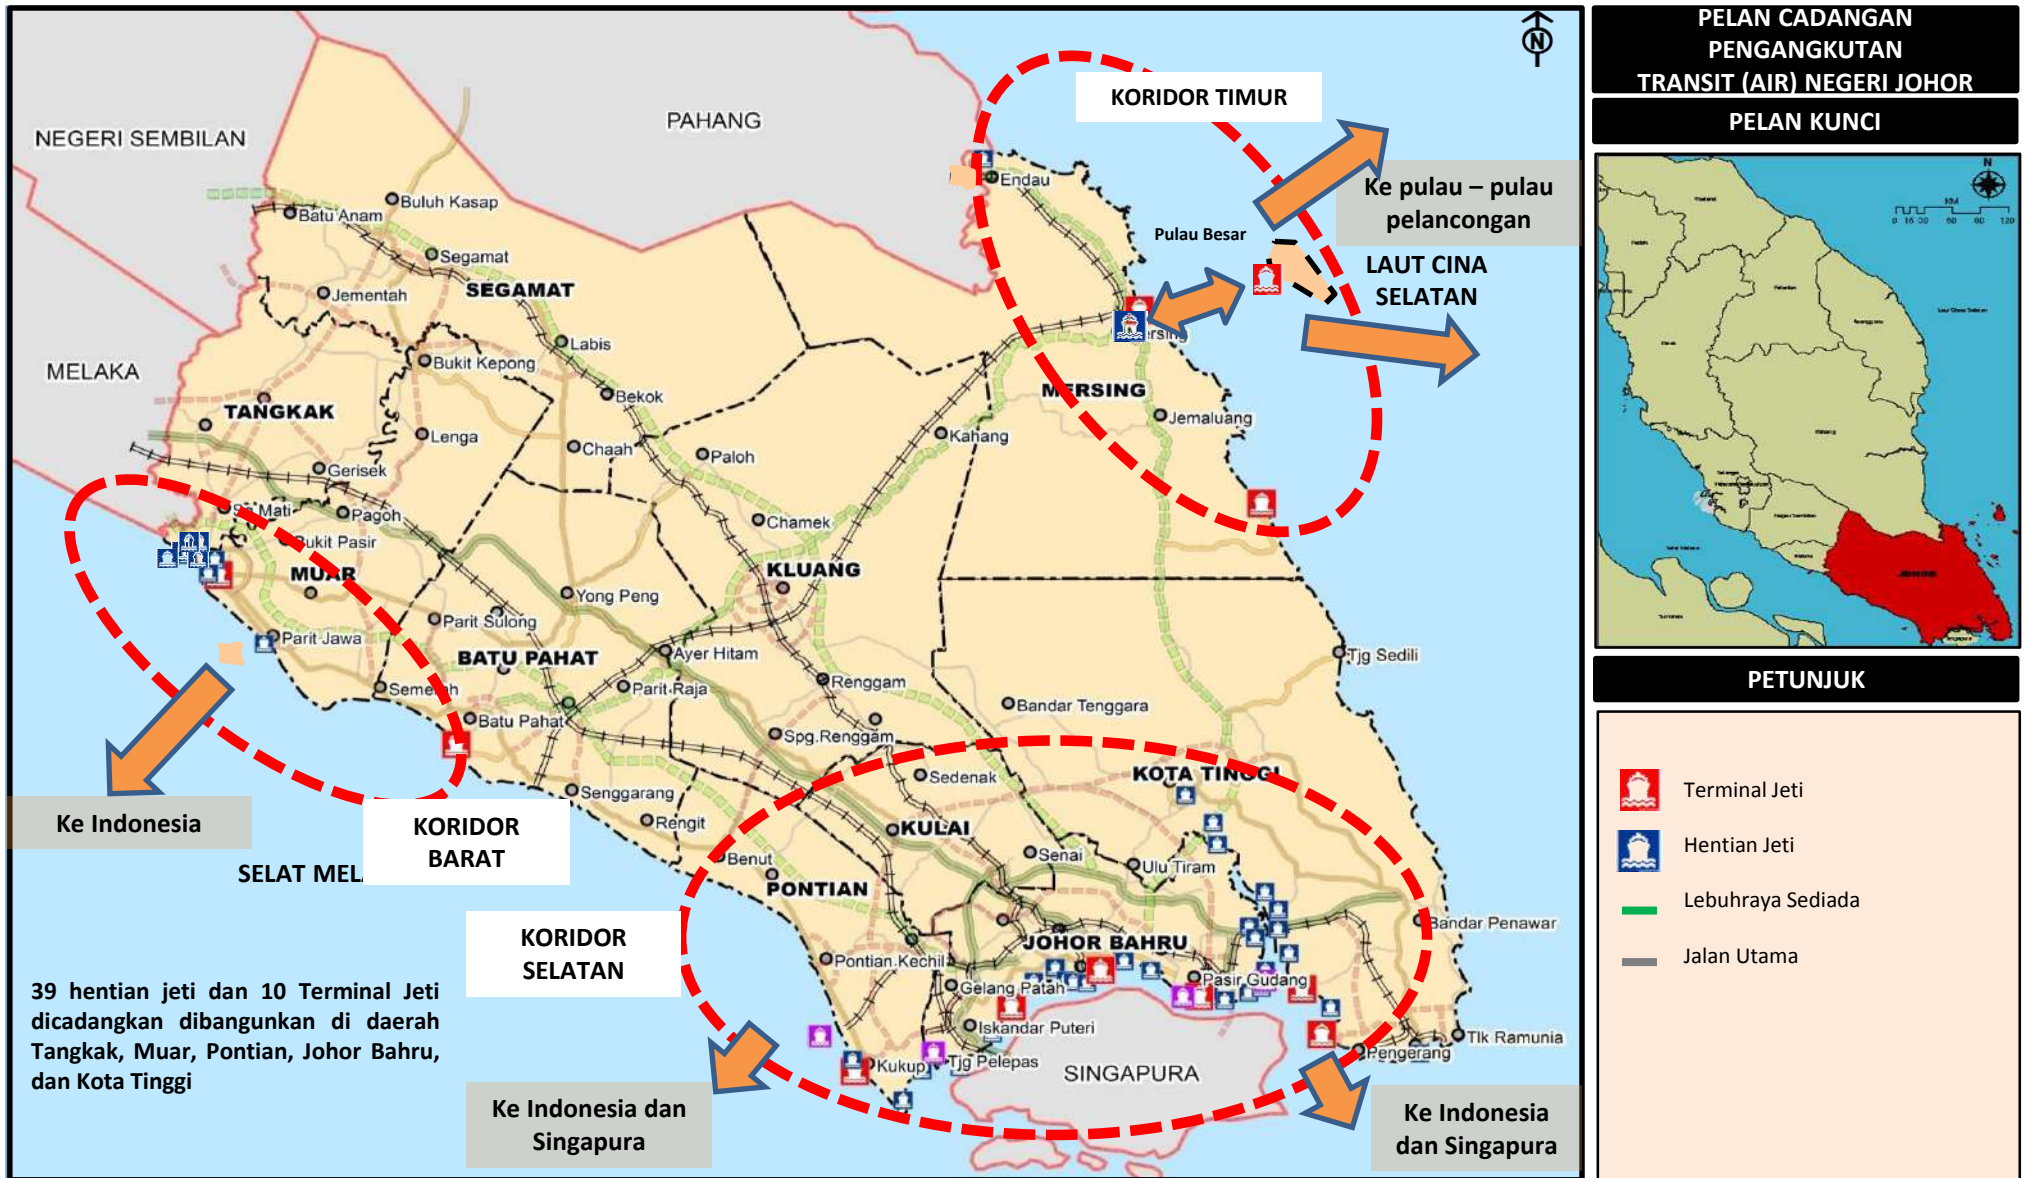 PELAN CADANGAN
PENGANGKUTAN
TRANSIT (AIR) NEGERI JOHOR
PELAN KUNCI
N
KM
PETUNJUK
Terminal Jeti
Hentian Jeti
Lebuhraya Sediada
Jalan Utama
N
KORIDOR TIMUR
PAHANG
NEGERI SEMBILAN
Endau
Ke pulau – pulau
pelancongan
Buluh Kasap
Batu Anam
Pulau Besar
Segamat
LAUT CINA
SELATAN
SEGAMAT
Jementah
Labis
Bukit Kepong
MELAKA
MERSING
Bekok
TANGKAK
Jemaluang
Lenga
Kahang
Chaah
Paloh
Gerisek
Pagoh
Chamek
Bukit Pasir
MUAR
KLUANG
Yong Peng
Parit Sulong
Parit Jawa
BATU PAHAT
Ayer Hitam
Tjg Sedili
Semerah
Parit Raja
Renggam
Bandar Tenggara
Batu Pahat
Spg.Renggam
Sedenak
KOTA TINGGI
Senggarang
Ke Indonesia
Rengit
KULAI
KORIDOR
BARAT
Benut
Senai
Ulu Tiram
SELAT MELA
PONTIAN
Bandar Penawar
KORIDOR
SELATAN
JOHOR BAHRU
Pontian Kechil
Pasir Gudang
Gelang Patah
39 hentian jeti dan 10 Terminal Jeti
dicadangkan dibangunkan di daerah
Tangkak, Muar, Pontian, Johor Bahru,
dan Kota Tinggi
Iskandar Puteri
Tlk Ramunia
Pengerang
Kukup
Tjg Pelepas
SINGAPURA
Ke Indonesia dan
Singapura
Ke Indonesia
dan Singapura